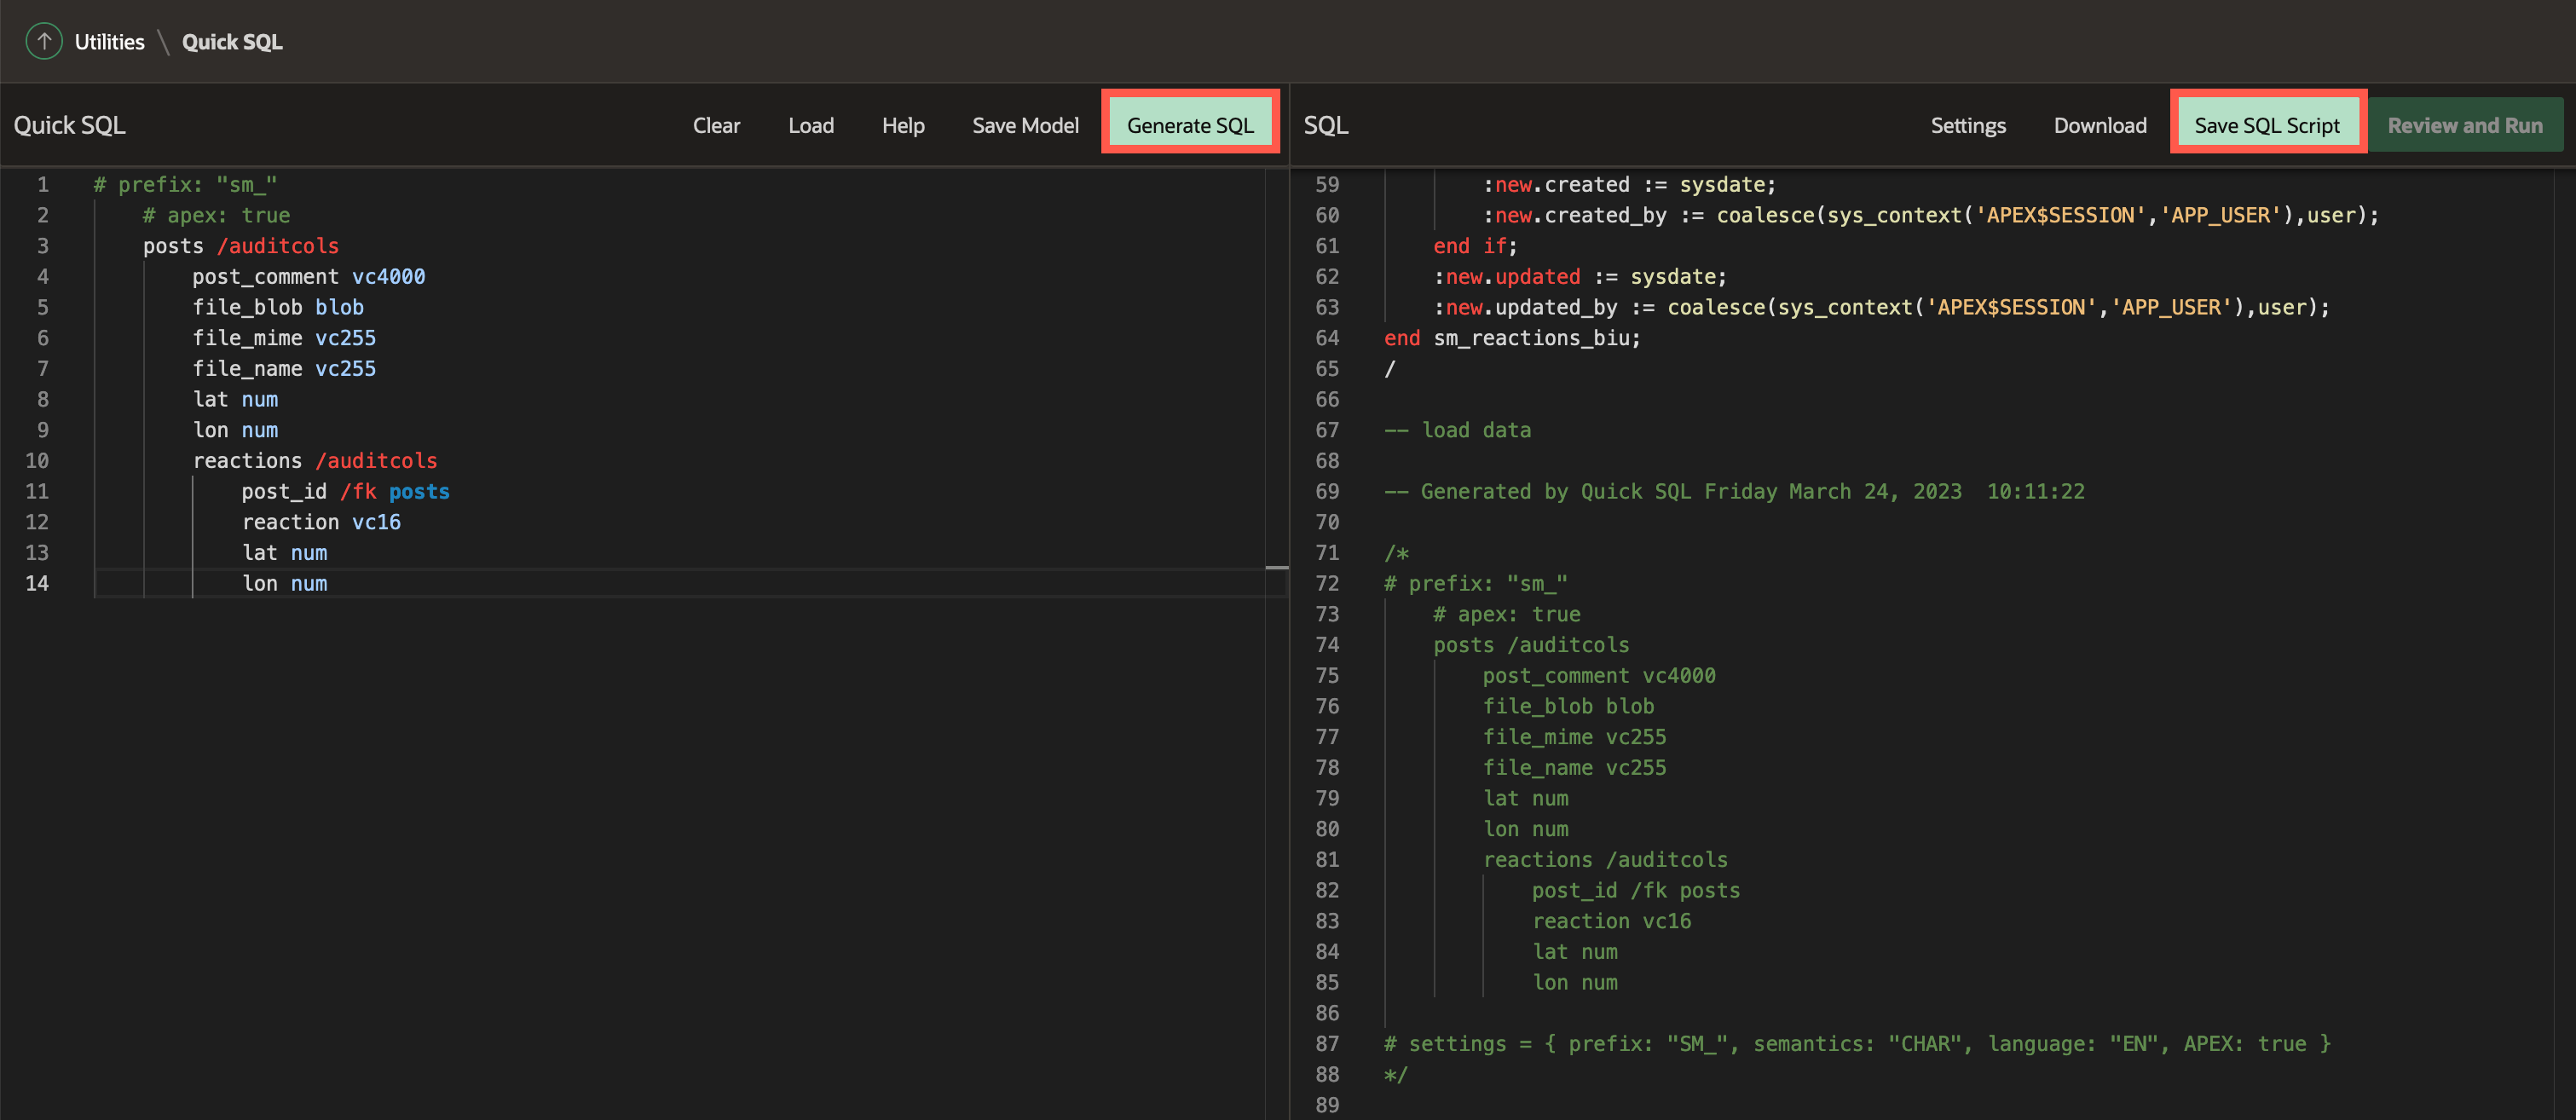 Utilities \ Quick SQL
Quick SQL Clear Load Help Save Model Generate SQL
1 # prefix: "sm_"
2 # apex: true
3 posts /auditcols
4 post_comment vc4000
5 file_blob blob
6 file_mime vc255
7 file_name vc255
8 lat num
9 lon num
10 reactions /auditcols
11 post_id /fk posts
12 reaction vc16
13 lat num
14 lon num
SQL Settings Download Save SQL Script Review and Run
59 :new.created := sysdate;
60 :new.created_by := coalesce(sys_context('APEX$SESSION','APP_USER'),user);
61 end if;
62 :new.updated := sysdate;
63 :new.updated_by := coalesce(sys_context('APEX$SESSION','APP_USER'),user);
64 end sm_reactions_biu;
65 /
66
67 -- load data
68
69 -- Generated by Quick SQL Friday March 24, 2023  10:11:22
70
71 /*
72 # prefix: "sm_"
73 # apex: true
74 posts /auditcols
75 post_comment vc4000
76 file_blob blob
77 file_mime vc255
78 file_name vc255
79 lat num
80 lon num
81 reactions /auditcols
82 post_id /fk posts
83 reaction vc16
84 lat num
85 lon num
86
87 # settings = { prefix: "SM_", semantics: "CHAR", language: "EN", APEX: true }
88 */
89